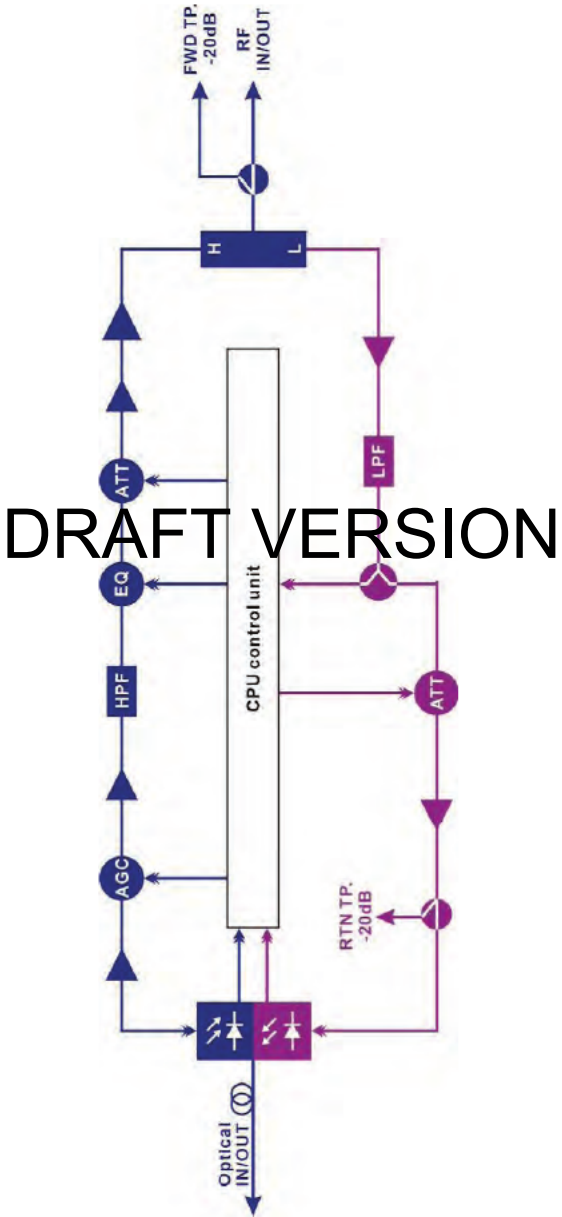 FWD TP.
-20dB
RF
IN/OUT
H
L
ATT
EQ
HPF
AGC
LPF
DRAFT VERSION
CPU control unit
ATT
RTN TP.
-20dB
Optical
IN/OUT